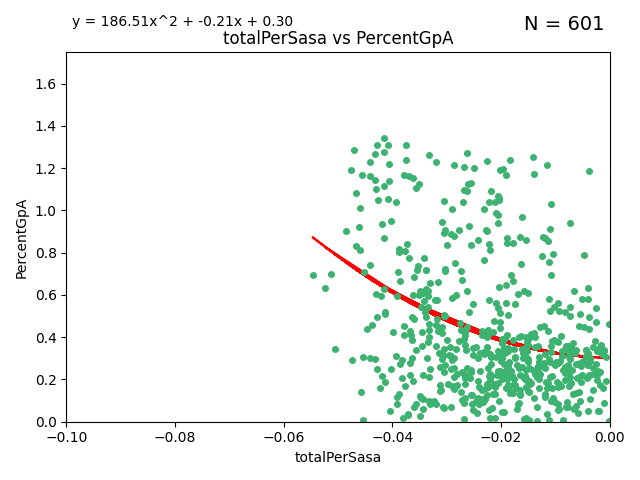 y = 186.51x^2 + -0.21x + 0.30
N = 601
totalPerSasa vs PercentGpA
PercentGpA
1.6
1.4
1.2
1.0
0.8
0.6
0.4
0.2
0.0
−0.10 −0.08 −0.06 −0.04 −0.02 0.00
totalPerSasa